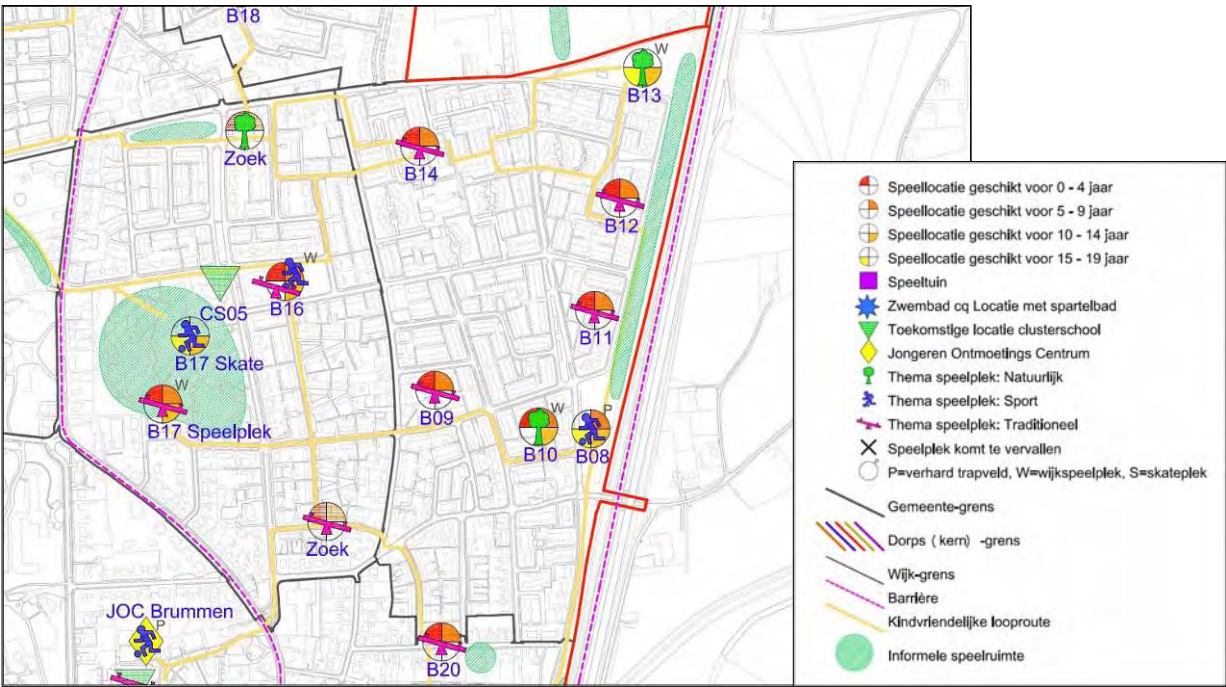 B18
W
B13
Zoek
B14
B12
W
B16
CS05
B11
B17 Skate
W
B17 Speelplek
B09
W
B10
P
B08
Zoek
JOC Brummen
P
B20
Speellocatie geschikt voor 0 - 4 jaar
Speellocatie geschikt voor 5 - 9 jaar
Speellocatie geschikt voor 10 - 14 jaar
Speellocatie geschikt voor 15 - 19 jaar
Speeltuin
Zwembad cq Locatie met spartelbad
Toekomstige locatie clusterschool
Jongeren Ontmoetings Centrum
Thema speelplek: Natuurlijk
Thema speelplek: Sport
Thema speelplek: Traditioneel
Speelplek komt te vervallen
P=verhard trapveld, W=wijkspeelplek, S=skateplek
Gemeente-grens
Dorps ( kern) -grens
Wijk-grens
Barrière
Kindvriendelijke looproute
Informele speelruimte